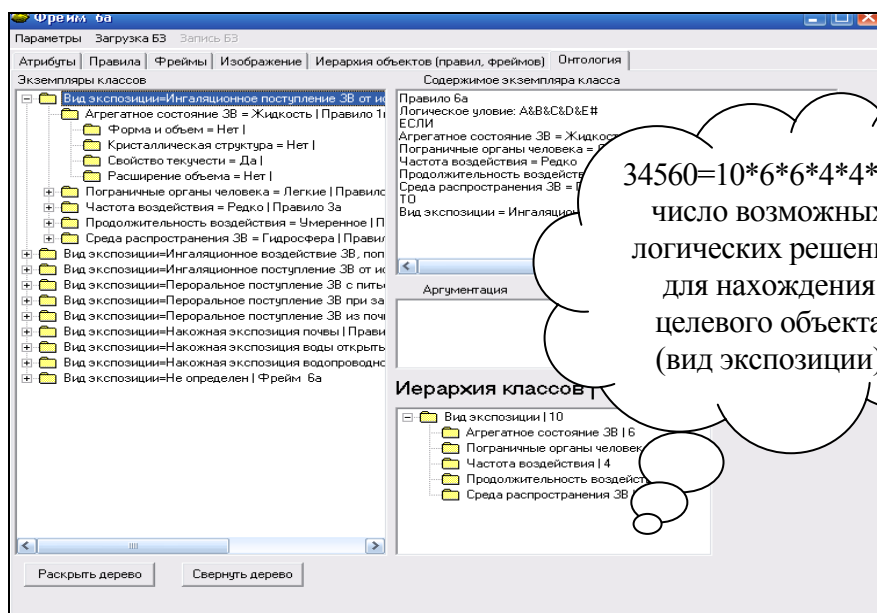 Фрейм 6а
Параметры Загрузка БЗ Запись БЗ
Атрибуты Правила Фреймы Изображение Иерархия объектов (правил, фреймов) Онтология
Экземпляры классов
Вид экспозиции=Ингаляционное поступление ЗВ от ис
Агрегатное состояние ЗВ = Жидкость | Правило 1
Форма и объем = Нет |
Кристаллическая структура = Нет |
Свойство текучести = Да |
Расширение объема = Нет |
Пограничные органы человека = Легкие | Правило
Частота воздействия = Редко | Правило 3а
Продолжительность воздействия = Умеренное | П
Среда распространения ЗВ = Гидросфера | Правил
Вид экспозиции=Ингаляционное воздействие ЗВ, поп
Вид экспозиции=Ингаляционное поступление ЗВ от ис
Вид экспозиции=Пероральное поступление ЗВ с питье
Вид экспозиции=Пероральное поступление ЗВ при за
Вид экспозиции=Пероральное поступление ЗВ из поч
Вид экспозиции=Накожная экспозиция почвы | Прави
Вид экспозиции=Накожная экспозиция воды открыть
Вид экспозиции=Накожная экспозиция водопроводно
Вид экспозиции=Не определен | Фрейм 6а
Раскрыть дерево Свернуть дерево
Содержимое экземпляра класса
Правило 6а
Логическое уловие: A&B&C&D&E#
ЕСЛИ
Агрегатное состояние ЗВ = Жидкост
Пограничные органы человека =
Частота воздействия = Редко
Продолжительность воздейст
Среда распространения ЗВ =
ТО
Вид экспозиции = Ингаляцион
Аргументация
Иерархия классов |
Вид экспозиции | 10
Агрегатное состояние ЗВ | 6
Пограничные органы человек
Частота воздействия | 4
Продолжительность воздейст
Среда распространения ЗВ
34560=10*6*6*4*4*
число возможных
логических решени
для нахождения
целевого объекта
(вид экспозиции)